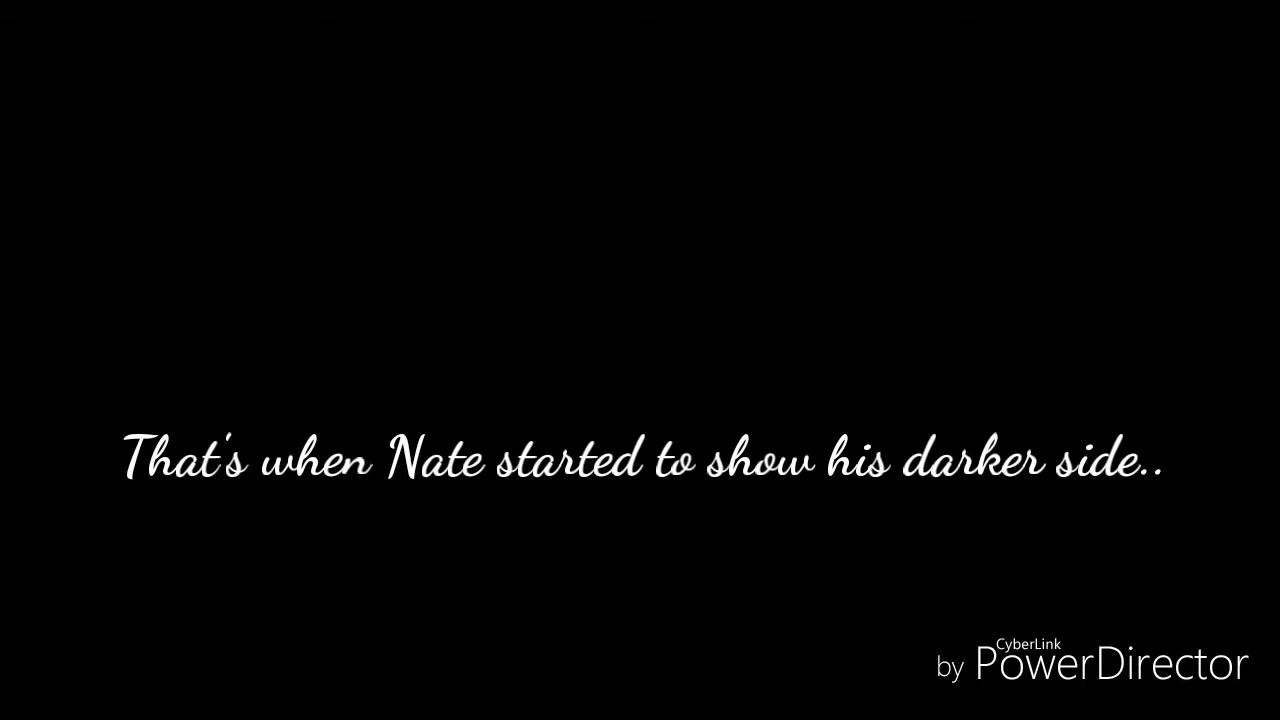 That's when Nate started to show his darker side..
CyberLink
by PowerDirector